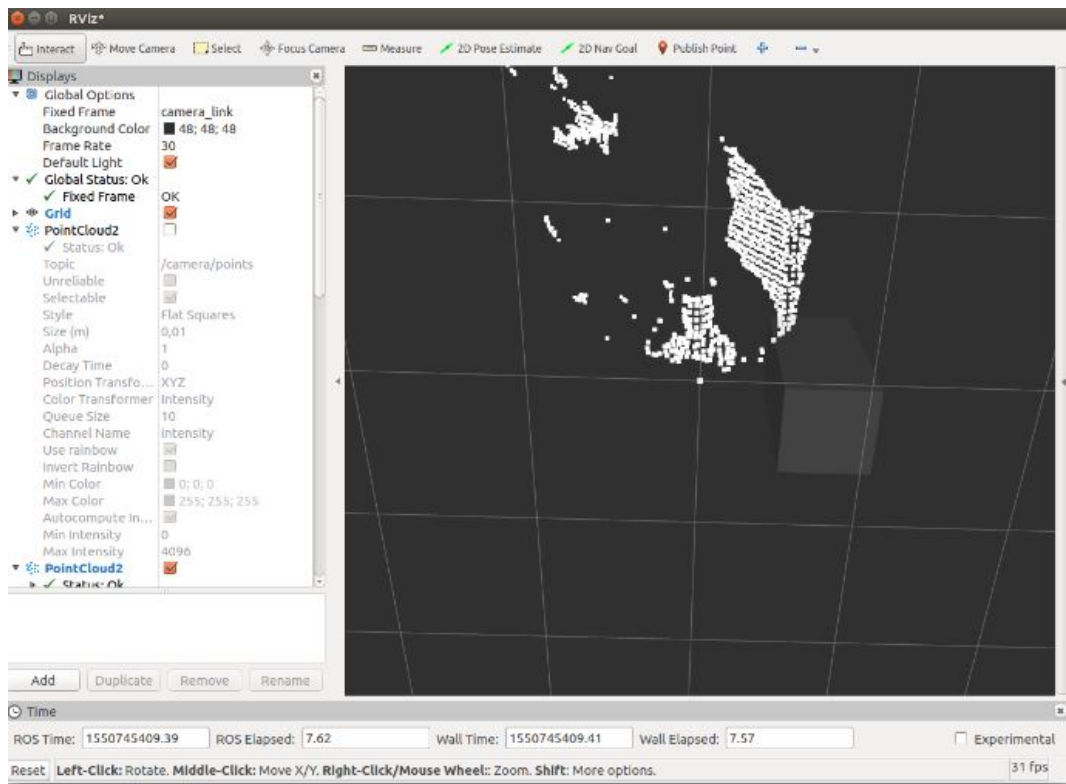 RViz*
Interact Move Camera Select Focus Camera Measure 2D Pose Estimate 2D Nav Goal Publish Point
Displays
Global Options
Fixed Frame camera_link
Background Color 48; 48; 48
Frame Rate 30
Default Light
Global Status: Ok
Fixed Frame OK
Grid
PointCloud2
Status: Ok
Topic /camera/points
Unreliable
Selectable
Style Flat Squares
Size (m) 0,01
Alpha 1
Decay Time 0
Position Transfo... XYZ
Color Transformer Intensity
Queue Size 10
Channel Name intensity
Use rainbow
Invert Rainbow
Min Color 0; 0; 0
Max Color 255; 255; 255
Autocompute In...
Min Intensity 0
Max Intensity 4096
PointCloud2
Status: Ok
Add Duplicate Remove Rename
Time
ROS Time: 1550745409.39 ROS Elapsed: 7.62 Wall Time: 1550745409.41 Wall Elapsed: 7.57 Experimental
Reset Left-Click: Rotate. Middle-Click: Move X/Y. Right-Click/Mouse Wheel:: Zoom. Shift: More options. 31 fps